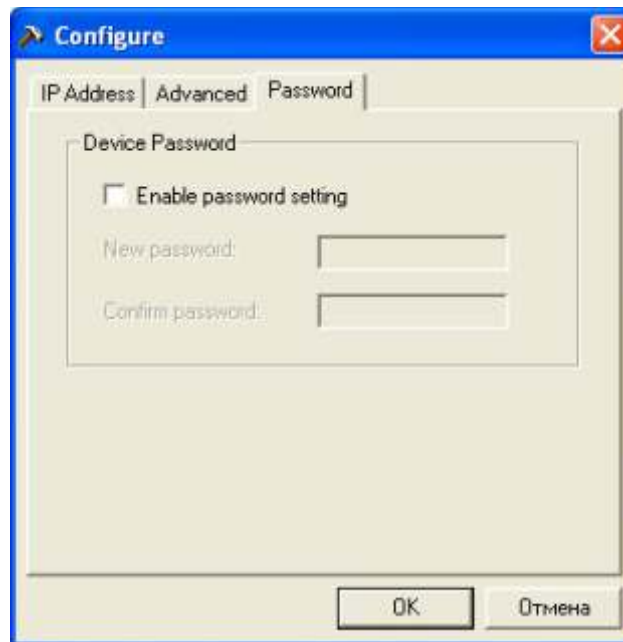 Configure
IP Address Advanced Password
Device Password
Enable password setting
New password:
Confirm password:
OK Отмена